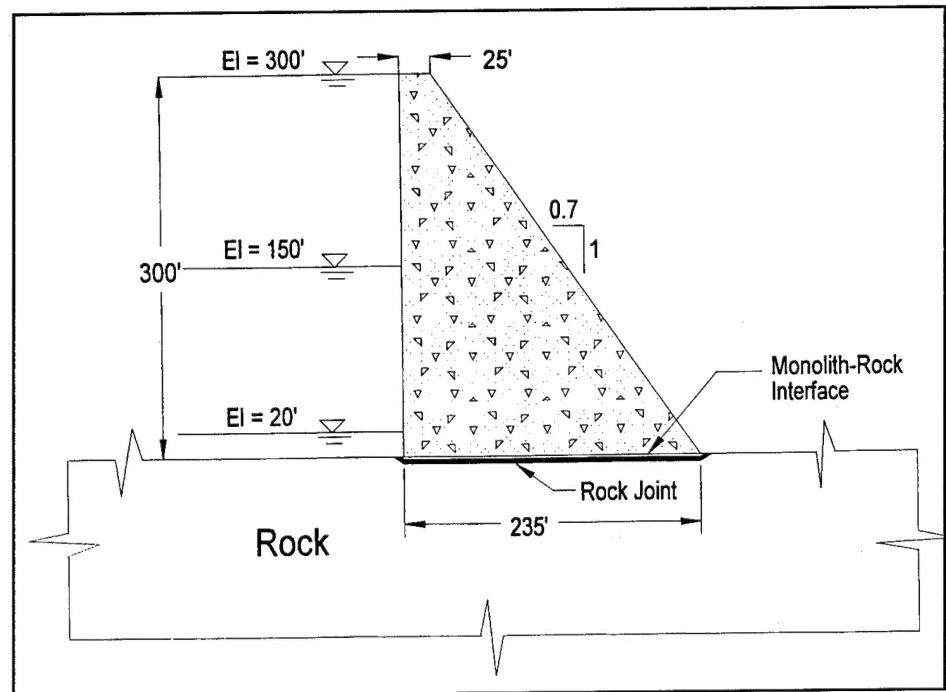 El = 300'
25'
0.7
1
El = 150'
300'
Monolith-Rock
Interface
El = 20'
Rock Joint
235'
Rock